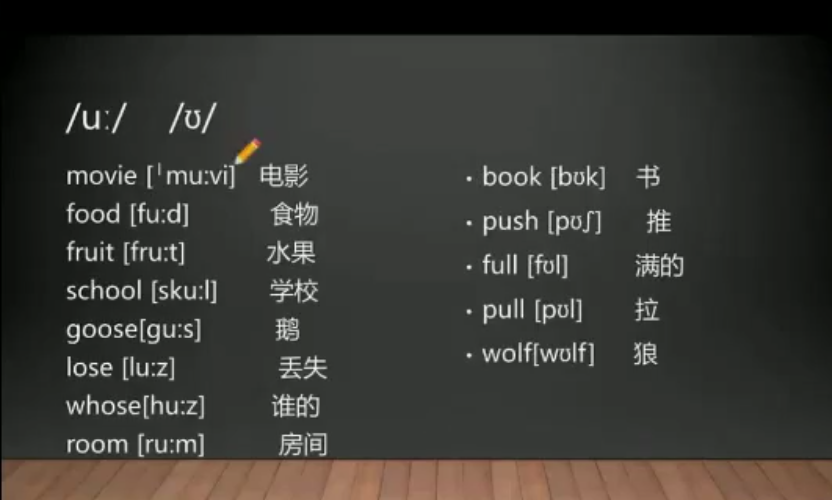 /uː/ /ʊ/
movie [ˈmu:vi] 电影
food [fu:d] 食物
fruit [fru:t] 水果
school [sku:l] 学校
goose[gu:s] 鹅
lose [lu:z] 丢失
whose[hu:z] 谁的
room [ru:m] 房间
• book [bʊk] 书
• push [pʊʃ] 推
• full [fʊl] 满的
• pull [pʊl] 拉
• wolf[wʊlf] 狼